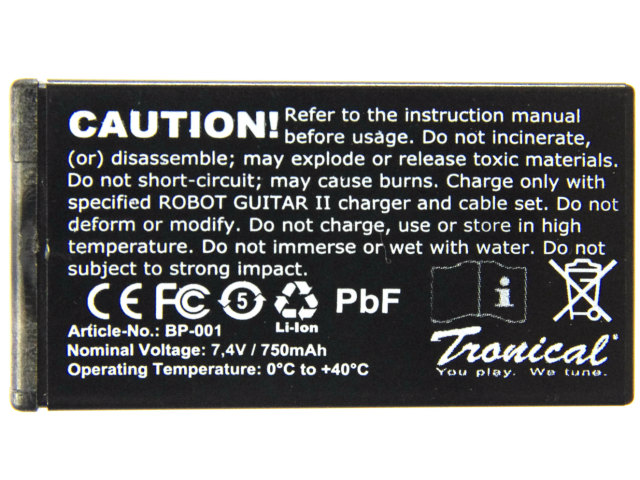 CAUTION! Refer to the instruction manual
before usage. Do not incinerate,
(or) disassemble; may explode or release toxic materials.
Do not short-circuit; may cause burns. Charge only with
specified ROBOT GUITAR II charger and cable set. Do not
deform or modify. Do not charge, use or store in high
temperature. Do not immerse or wet with water. Do not
subject to strong impact.
CE FC 5 PbF i
Li-Ion
Article-No.: BP-001
Nominal Voltage: 7,4V / 750mAh
Operating Temperature: 0°C to +40°C
Tronical
You play. We tune.